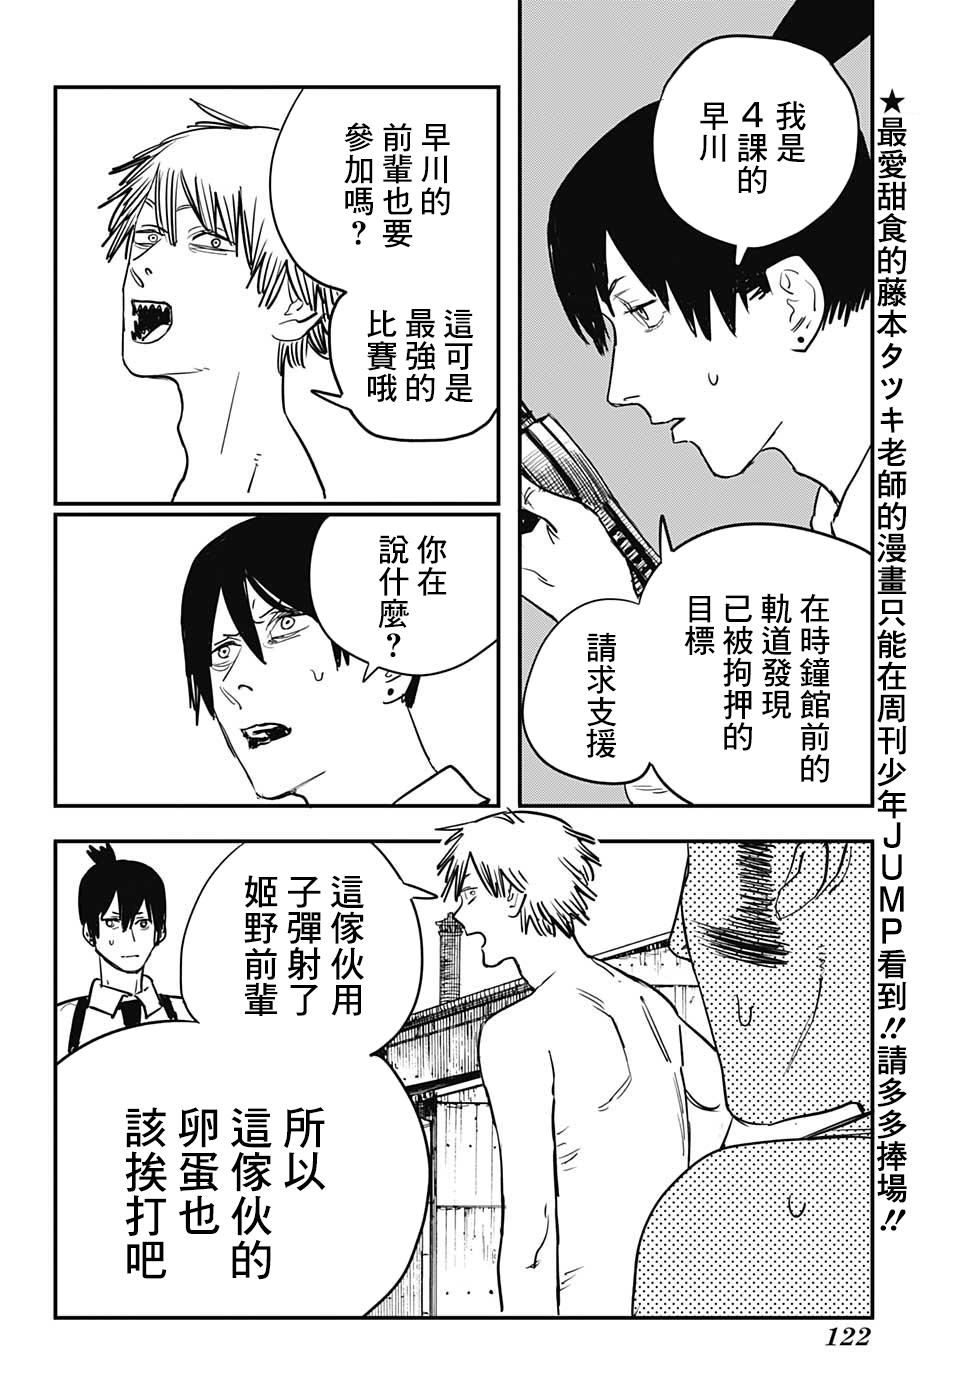 ★最愛甜食的藤本タツキ老師的漫畫只能在周刊少年JUMP看到!!請多多捧場!!
我是
4課的
早川
在時鐘館前的
軌道發現
已被拘押的
目標
請求支援
早川的
前輩也要
參加嗎?
這可是
最強的
比賽哦
你在
說什麼?
這傢伙用
子彈射了
姬野前輩
所以
這傢伙的
卵蛋也
該挨打吧
122